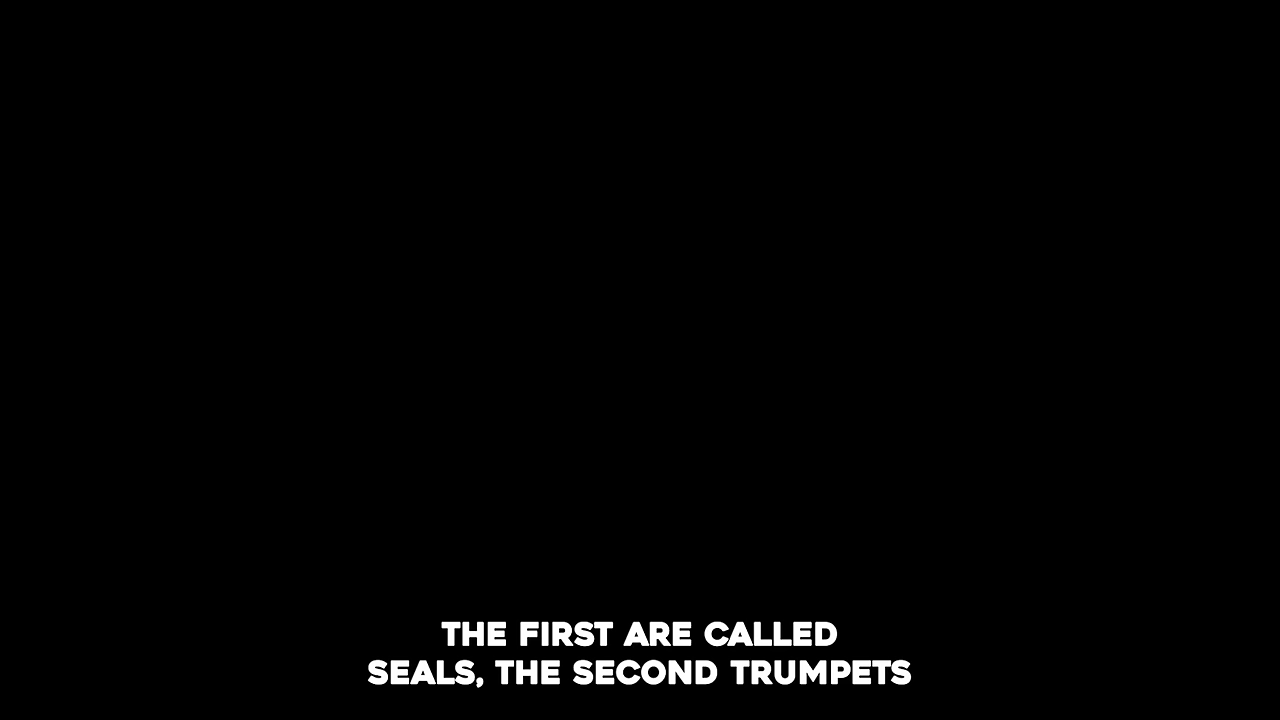 THE FIRST ARE CALLED
SEALS, THE SECOND TRUMPETS